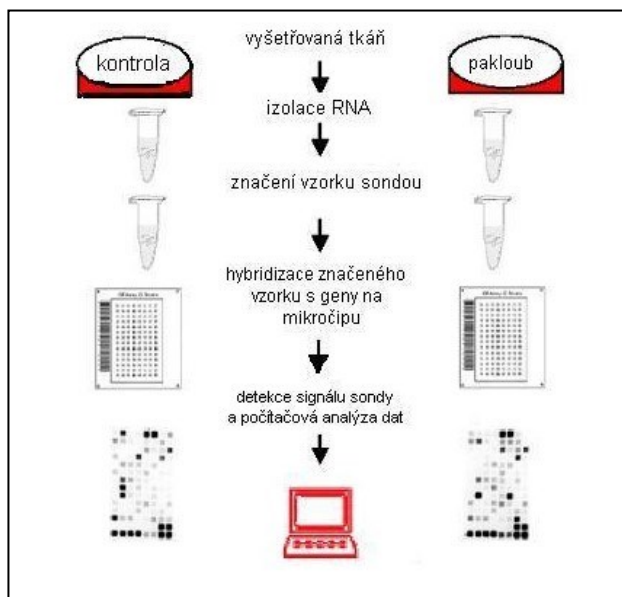 kontrola
vyšetřovaná tkáň
pakloub
izolace RNA
značení vzorku sondou
hybridizace značeného
vzorku s geny na
mikročipu
detekce signálu sondy
a počítačová analýza dat